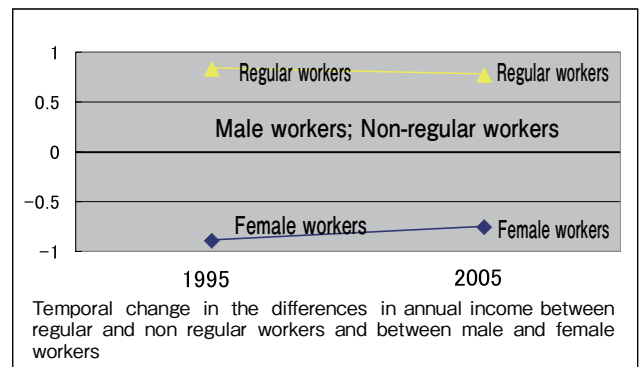 1
0.5
0
-0.5
-1
Regular workers
Regular workers
Male workers; Non-regular workers
Female workers
Female workers
1995
2005
Temporal change in the differences in annual income between
regular and non regular workers and between male and female
workers